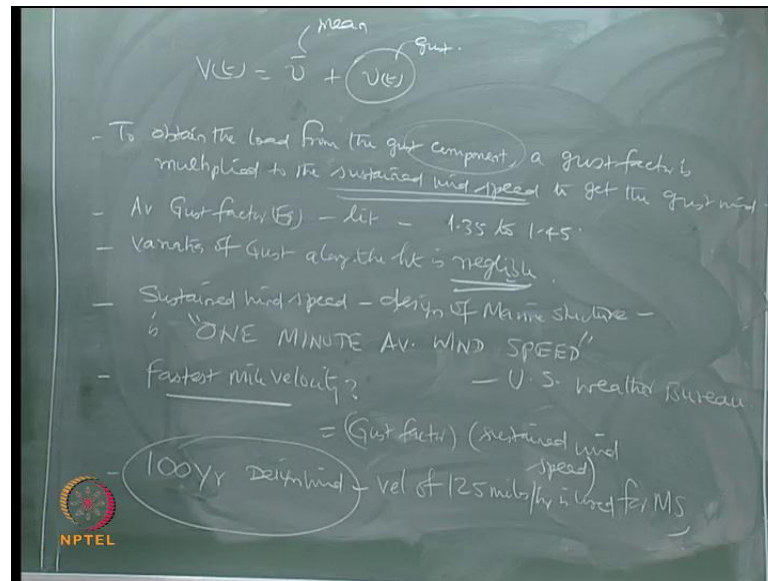 mean
gust.
V(t) = v̄ + v(t)
- To obtain the load from the gust component, a gust factor is
multiplied to the sustained wind speed to get the gust wind.
- Av Gust factor (        ) - lit - 1.35 to 1.45.
- Variation of Gust along the ht is negligible.
- Sustained wind speed - design of Marine structure -
is "ONE MINUTE AV. WIND SPEED"
- fastest mile velocity? - U.S. weather Bureau
= (Gust factor) (sustained wind
speed)
- 100 Yr Design wind - vel of 125 miles/hr is used for MS
NPTEL